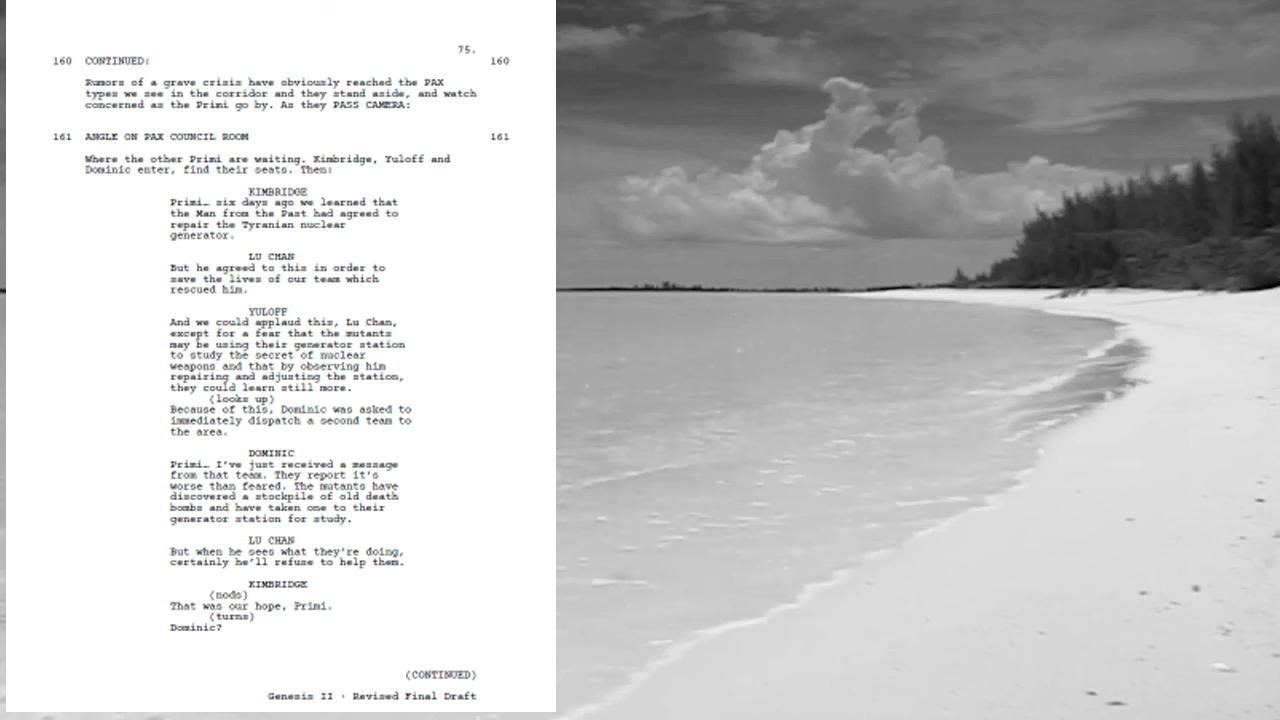 75.
160 CONTINUED: 160
Rumors of a grave crisis have obviously reached the PAX
types we see in the corridor and they stand aside, and watch
concerned as the Primi go by. As they PASS CAMERA:
161 ANGLE ON PAX COUNCIL ROOM 161
Where the other Primi are waiting. Kimbridge, Yuloff and
Dominic enter, find their seats. Then:
KIMBRIDGE
Primi… six days ago we learned that
the Man from the Past had agreed to
repair the Tyranian nuclear
generator.
LU CHAN
But he agreed to this in order to
save the lives of our team which
rescued him.
YULOFF
And we could applaud this, Lu Chan,
except for a fear that the mutants
may be using their generator station
to study the secret of nuclear
weapons and that by observing him
repairing and adjusting the station,
they could learn still more.
(looks up)
Because of this, Dominic was asked to
immediately dispatch a second team to
the area.
DOMINIC
Primi… I've just received a message
from that team. They report it's
worse than feared. The mutants have
discovered a stockpile of old death
bombs and have taken one to their
generator station for study.
LU CHAN
But when he sees what they're doing,
certainly he'll refuse to help them.
KIMBRIDGE
(nods)
That was our hope, Primi.
(turns)
Dominic?
(CONTINUED)
Genesis II · Revised Final Draft